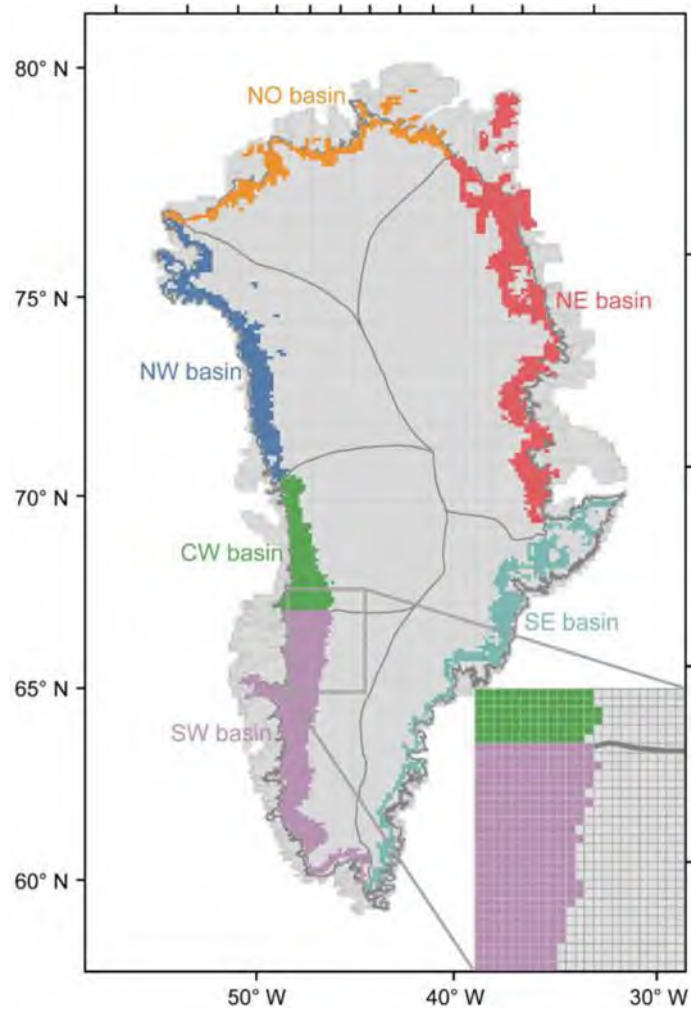 80° N
NO basin
75° N
NE basin
NW basin
70° N
CW basin
SE basin
65° N
SW basin
60° N
50° W
40° W
30° W